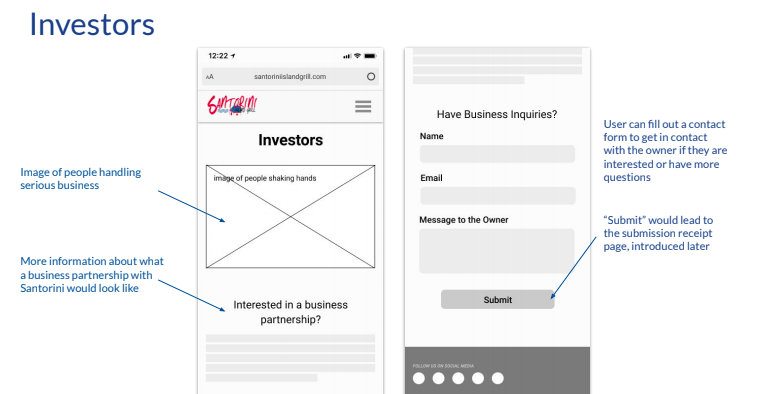 Investors
12:22
AA
santoriniislandgrill.com
SANTORINI
Investors
image of people shaking hands
Image of people handling
serious business
More information about what
a business partnership with
Santorini would look like
Interested in a business
partnership?
Have Business Inquiries?
Name
Email
Message to the Owner
Submit
FOLLOW US ON SOCIAL MEDIA
User can fill out a contact
form to get in contact
with the owner if they are
interested or have more
questions
“Submit” would lead to
the submission receipt
page, introduced later